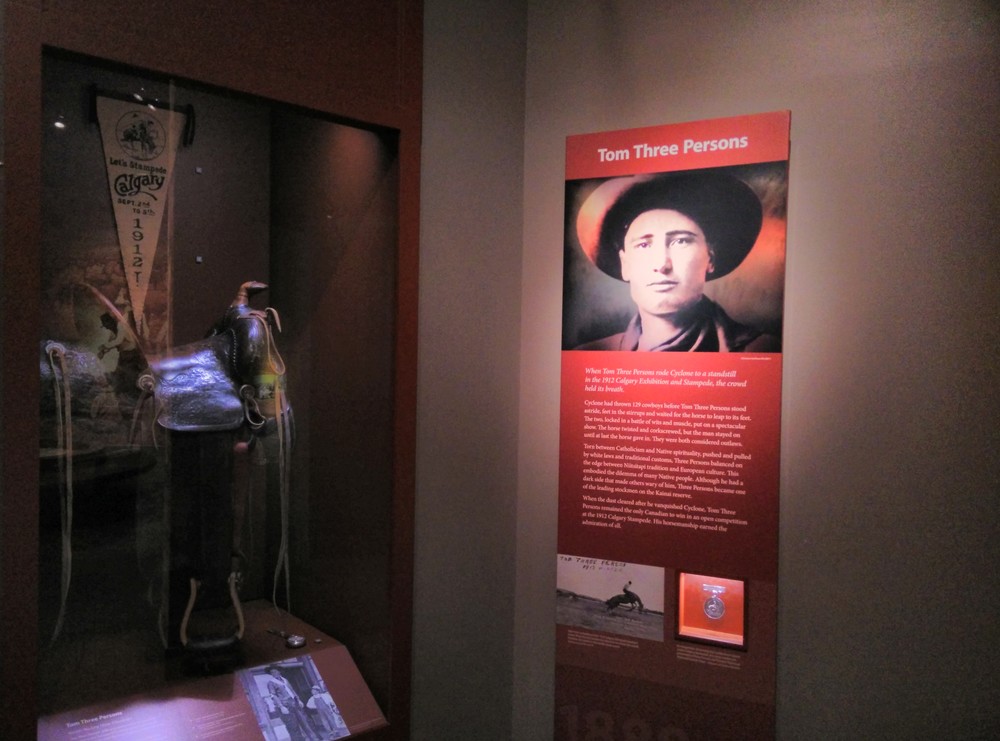 Let's Stampede
Calgary
SEPT. 2nd
TO 5th
1912!
Tom Three Persons
When Tom Three Persons rode Cyclone to a standstill
in the 1912 Calgary Exhibition and Stampede, the crowd
held its breath.
Cyclone had thrown 129 cowboys before Tom Three Persons stood
astride, feet in the stirrups and waited for the horse to leap to its feet.
The two, locked in a battle of wits and muscle, put on a spectacular
show. The horse twisted and corkscrewed, but the man stayed on
until at last the horse gave in. They were both considered outlaws.
Torn between Catholicism and Native spirituality, pushed and pulled
by white laws and traditional customs, Three Persons balanced on
the edge between Niitsitapi tradition and European culture. This
embodied the dilemma of many Native people. Although he had a
dark side that made others wary of him, Three Persons became one
of the leading stockmen on the Kainai reserve.
When the dust cleared after he vanquished Cyclone, Tom Three
Persons remained the only Canadian to win in an open competition
at the 1912 Calgary Stampede. His horsemanship earned the
admiration of all.
TOM THREE PERSON
Tom Three Persons